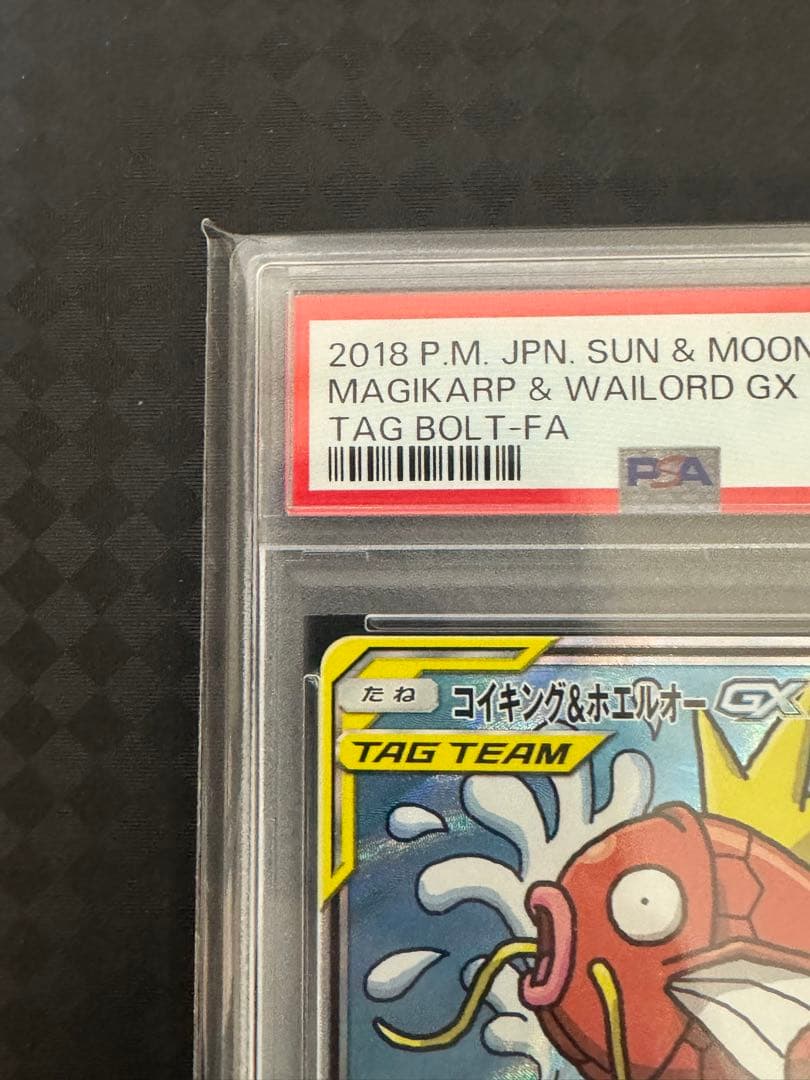 2018 P.M. JPN. SUN & MOON
MAGIKARP & WAILORD GX
TAG BOLT-FA
PSA
たね コイキング&ホエルオー GX
TAG TEAM